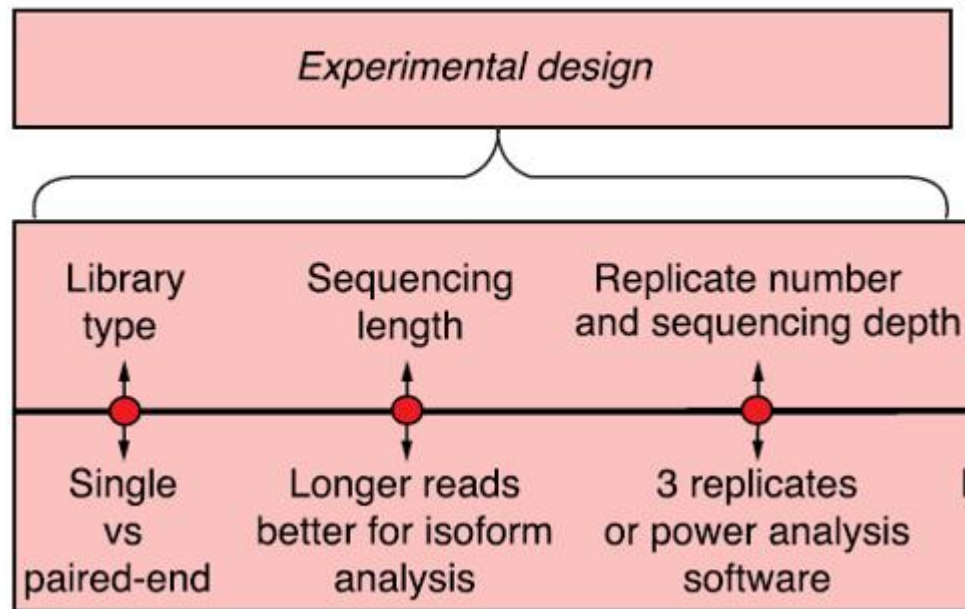 Experimental design
Library
type
Sequencing
length
Replicate number
and sequencing depth
Single
vs
paired-end
Longer reads
better for isoform
analysis
3 replicates
or power analysis
software